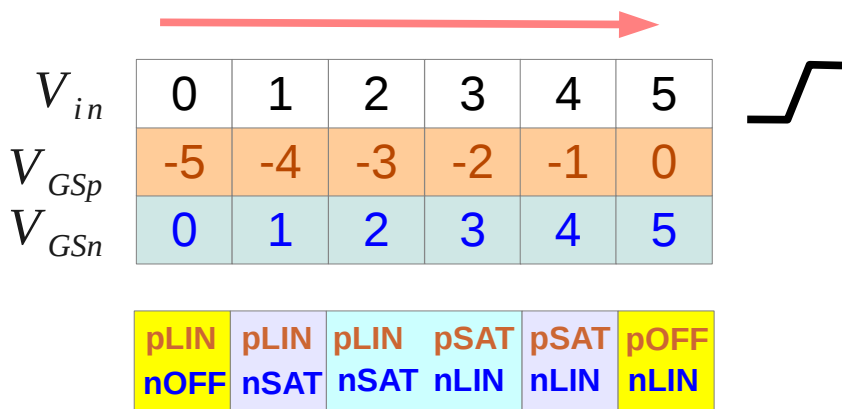 V in 0 1 2 3 4 5
V GSp -5 -4 -3 -2 -1 0
V GSn 0 1 2 3 4 5
pLIN pLIN pLIN pSAT pSAT pOFF
nOFF nSAT nSAT nLIN nLIN nLIN